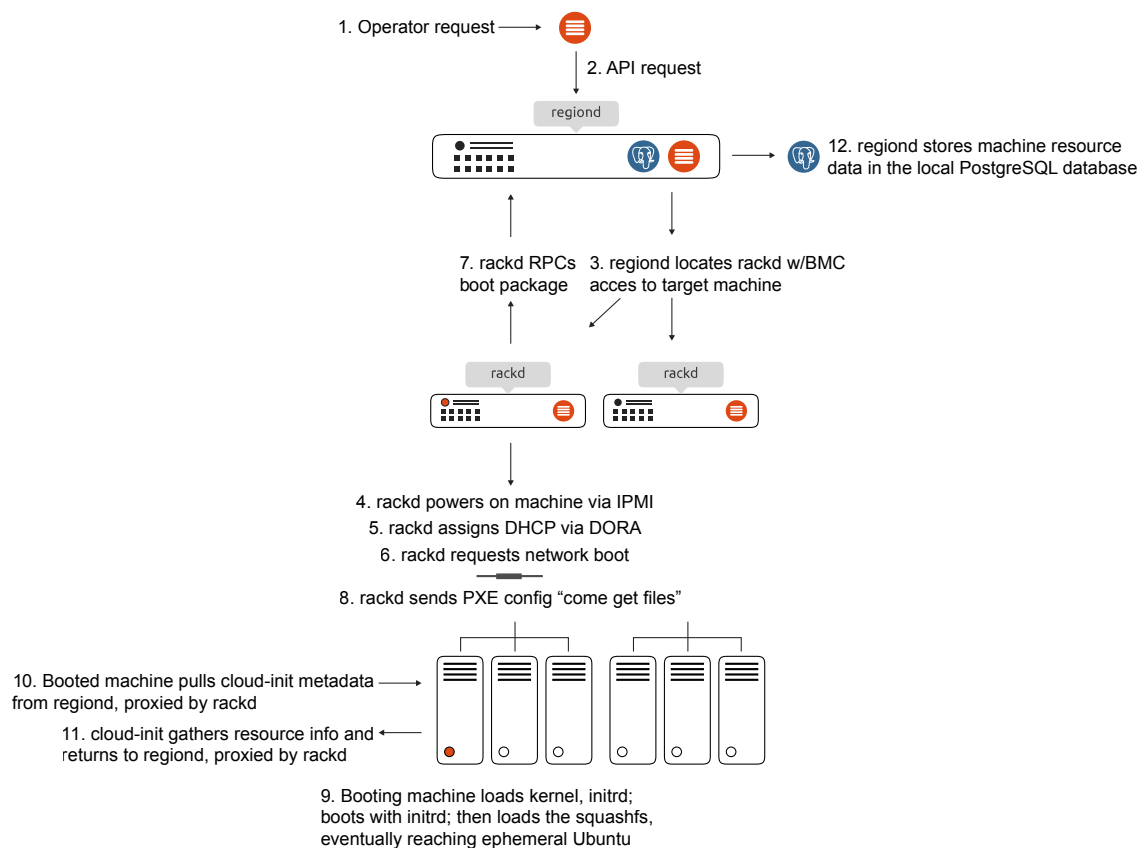 1. Operator request
2. API request
regiond
12. regiond stores machine resource
data in the local PostgreSQL database
7. rackd RPCs
boot package
3. regiond locates rackd w/BMC
acces to target machine
rackd
rackd
4. rackd powers on machine via IPMI
5. rackd assigns DHCP via DORA
6. rackd requests network boot
8. rackd sends PXE config “come get files”
10. Booted machine pulls cloud-init metadata
from regiond, proxied by rackd
11. cloud-init gathers resource info and
returns to regiond, proxied by rackd
9. Booting machine loads kernel, initrd;
boots with initrd; then loads the squashfs,
eventually reaching ephemeral Ubuntu